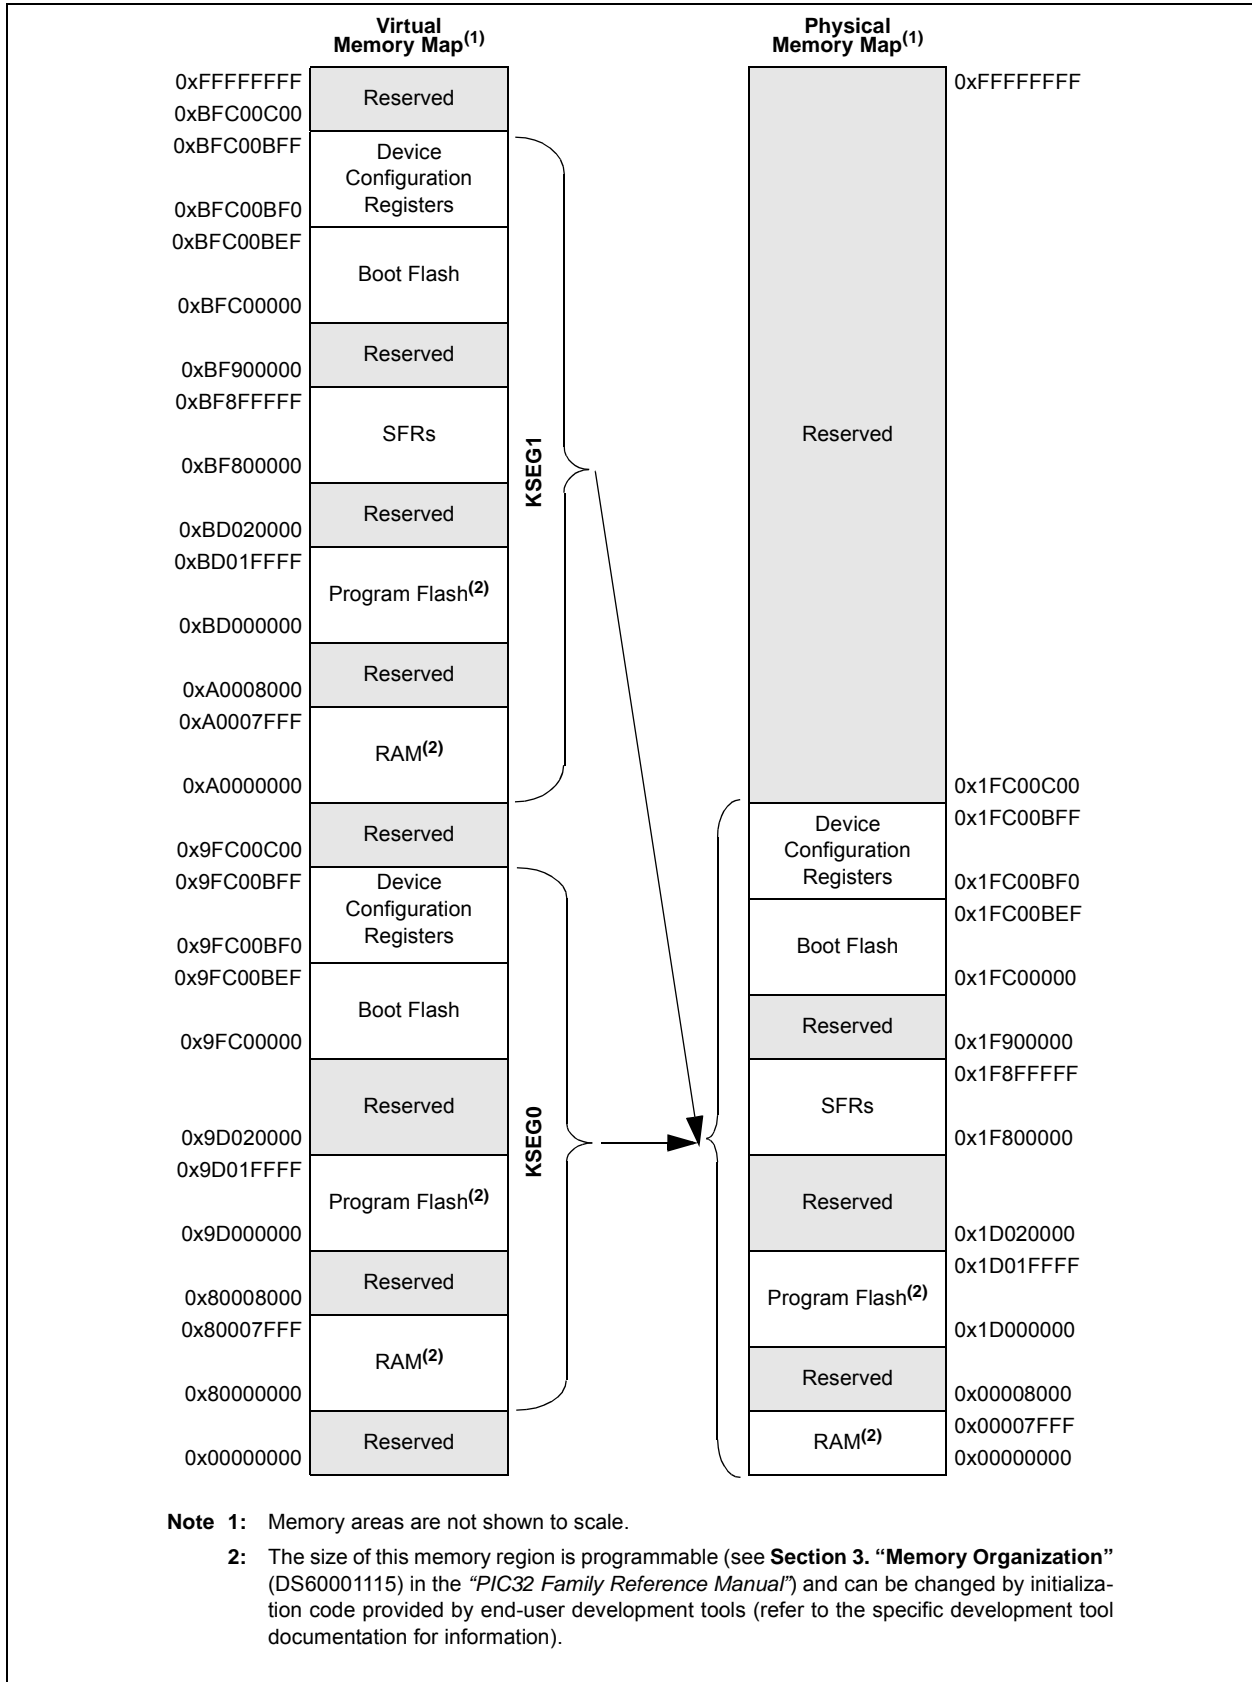 Virtual
Memory Map(1)
Physical
Memory Map(1)
0xFFFFFFFF
Reserved
0xBFC00C00
0xBFC00BFF
Device
Configuration
Registers
0xBFC00BF0
0xBFC00BEF
Boot Flash
0xBFC00000
Reserved
0xBF900000
0xBF8FFFFF
SFRs
0xBF800000
Reserved
0xBD020000
0xBD01FFFF
Program Flash(2)
0xBD000000
Reserved
0xA0008000
0xA0007FFF
RAM(2)
0xA0000000
Reserved
0x9FC00C00
0x9FC00BFF
Device
Configuration
Registers
0x9FC00BF0
0x9FC00BEF
Boot Flash
0x9FC00000
Reserved
0x9D020000
0x9D01FFFF
Program Flash(2)
0x9D000000
Reserved
0x80008000
0x80007FFF
RAM(2)
0x80000000
Reserved
0x00000000
KSEG1
KSEG0
0xFFFFFFFF
Reserved
0x1FC00C00
0x1FC00BFF
Device
Configuration
Registers
0x1FC00BF0
0x1FC00BEF
Boot Flash
0x1FC00000
Reserved
0x1F900000
0x1F8FFFFF
SFRs
0x1F800000
Reserved
0x1D020000
0x1D01FFFF
Program Flash(2)
0x1D000000
Reserved
0x00008000
0x00007FFF
RAM(2)
0x00000000
Note 1: Memory areas are not shown to scale.
2: The size of this memory region is programmable (see Section 3. “Memory Organization”
(DS60001115) in the “PIC32 Family Reference Manual”) and can be changed by initializa-
tion code provided by end-user development tools (refer to the specific development tool
documentation for information).